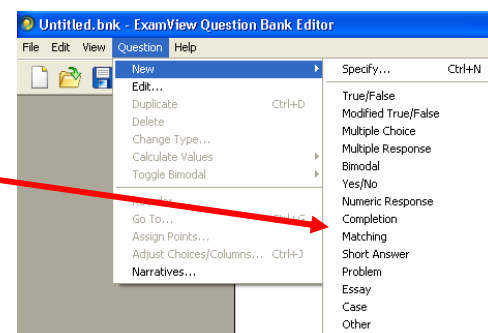 Untitled.bnk - ExamView Question Bank Editor
File Edit View Question Help
New
Edit...
Duplicate Ctrl+D
Delete
Change Type...
Calculate Values
Toggle Bimodal
Go To...
Assign Points...
Adjust Choices/Columns... Ctrl+J
Narratives...
Specify... Ctrl+N
True/False
Modified True/False
Multiple Choice
Multiple Response
Bimodal
Yes/No
Numeric Response
Completion
Matching
Short Answer
Problem
Essay
Case
Other